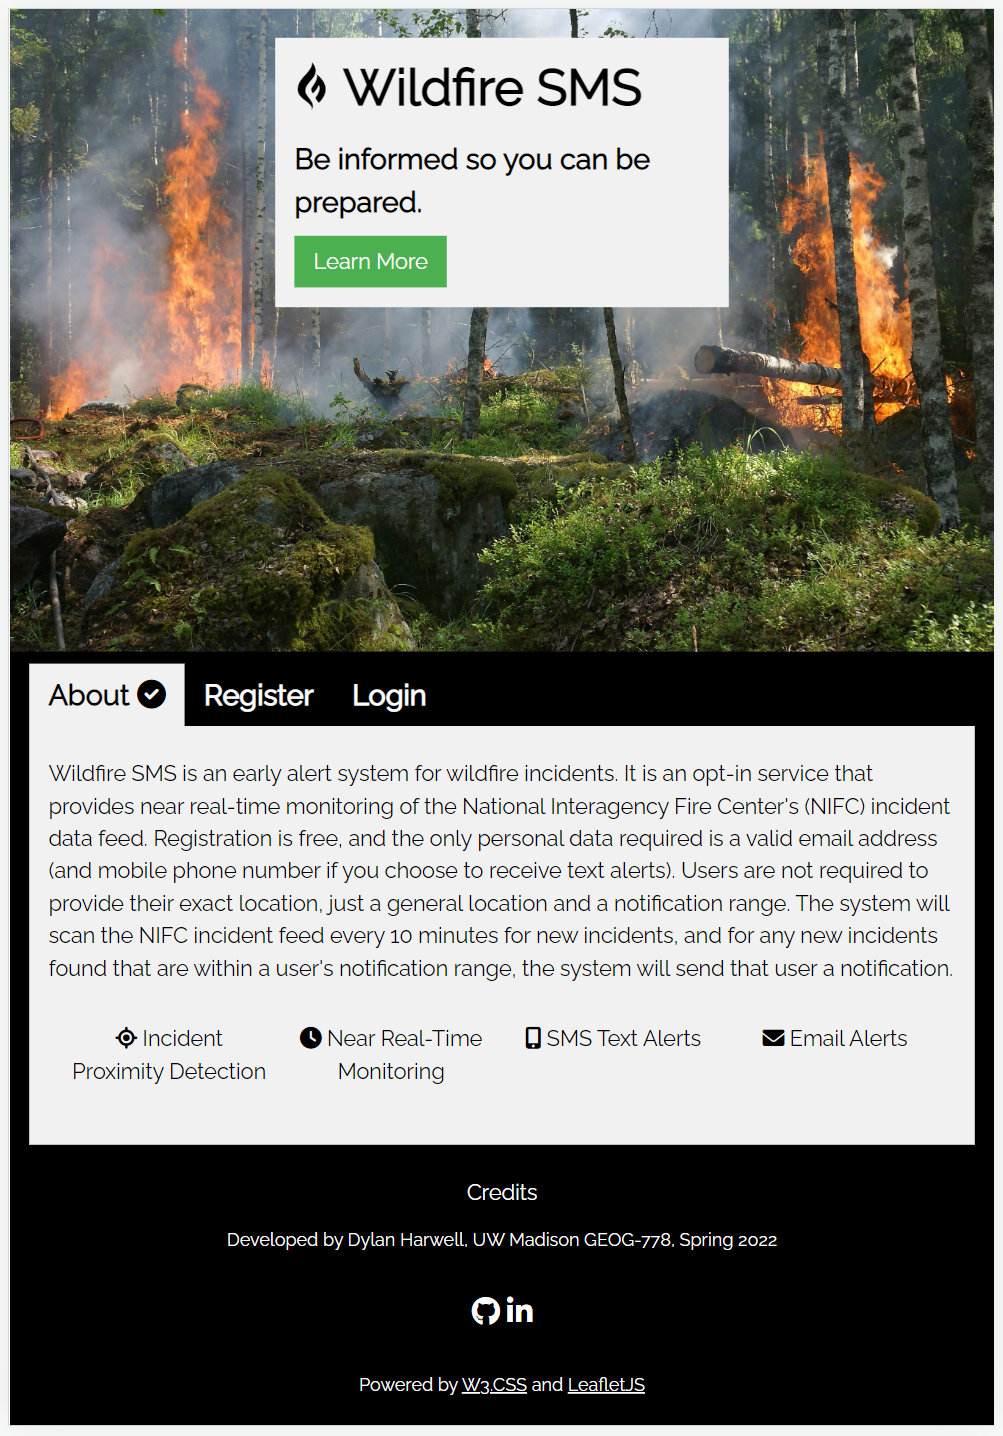 Wildfire SMS
Be informed so you can be
prepared.
Learn More
About
Register
Login
Wildfire SMS is an early alert system for wildfire incidents. It is an opt-in service that
provides near real-time monitoring of the National Interagency Fire Center's (NIFC) incident
data feed. Registration is free, and the only personal data required is a valid email address
(and mobile phone number if you choose to receive text alerts). Users are not required to
provide their exact location, just a general location and a notification range. The system will
scan the NIFC incident feed every 10 minutes for new incidents, and for any new incidents
found that are within a user's notification range, the system will send that user a notification.
Incident
Proximity Detection
Near Real-Time
Monitoring
SMS Text Alerts
Email Alerts
Credits
Developed by Dylan Harwell, UW Madison GEOG-778, Spring 2022
in
Powered by W3.CSS and LeafletJS